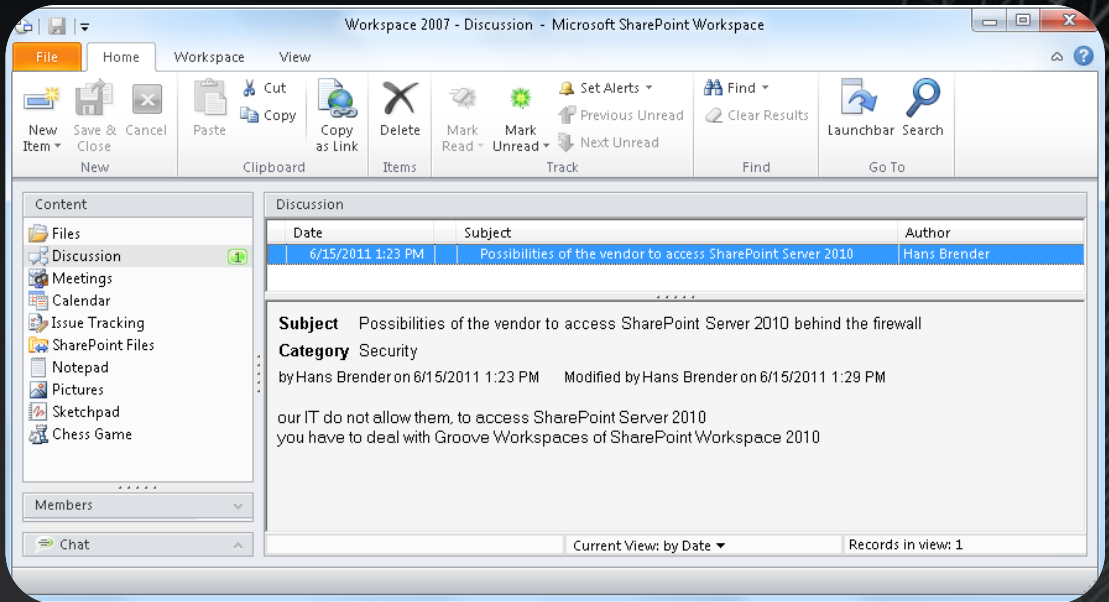 Workspace 2007 - Discussion - Microsoft SharePoint Workspace
File Home Workspace View
New Item
Save & Close
Cancel
New
Paste
Cut
Copy
Copy as Link
Clipboard
Delete
Items
Mark Read
Mark Unread
Set Alerts
Previous Unread
Next Unread
Track
Find
Clear Results
Find
Launchbar
Search
Go To
Content
Files
Discussion 1
Meetings
Calendar
Issue Tracking
SharePoint Files
Notepad
Pictures
Sketchpad
Chess Game
Members
Chat
Discussion
Date Subject Author
6/15/2011 1:23 PM Possibilities of the vendor to access SharePoint Server 2010 Hans Brender
Subject Possibilities of the vendor to access SharePoint Server 2010 behind the firewall
Category Security
by Hans Brender on 6/15/2011 1:23 PM Modified by Hans Brender on 6/15/2011 1:29 PM
our IT do not allow them, to access SharePoint Server 2010
you have to deal with Groove Workspaces of SharePoint Workspace 2010
Current View: by Date Records in view: 1